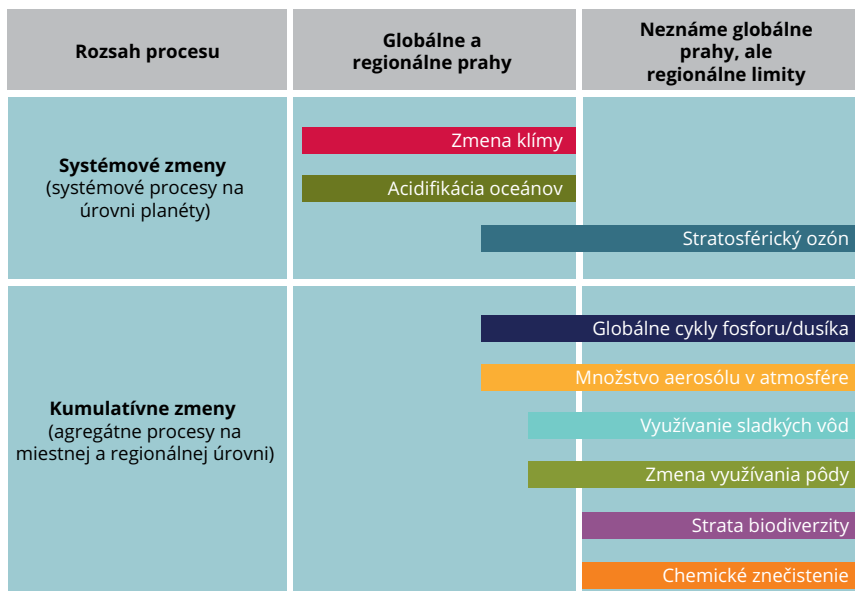 Rozsah procesu
Globálne a
regionálne prahy
Neznáme globálne
prahy, ale
regionálne limity
Systémové zmeny
(systémové procesy na
úrovni planéty)
Zmena klímy
Acidifikácia oceánov
Stratosférický ozón
Kumulatívne zmeny
(agregátne procesy na
miestnej a regionálnej úrovni)
Globálne cykly fosforu/dusíka
Množstvo aerosólu v atmosfére
Využívanie sladkých vôd
Zmena využívania pôdy
Strata biodiverzity
Chemické znečistenie